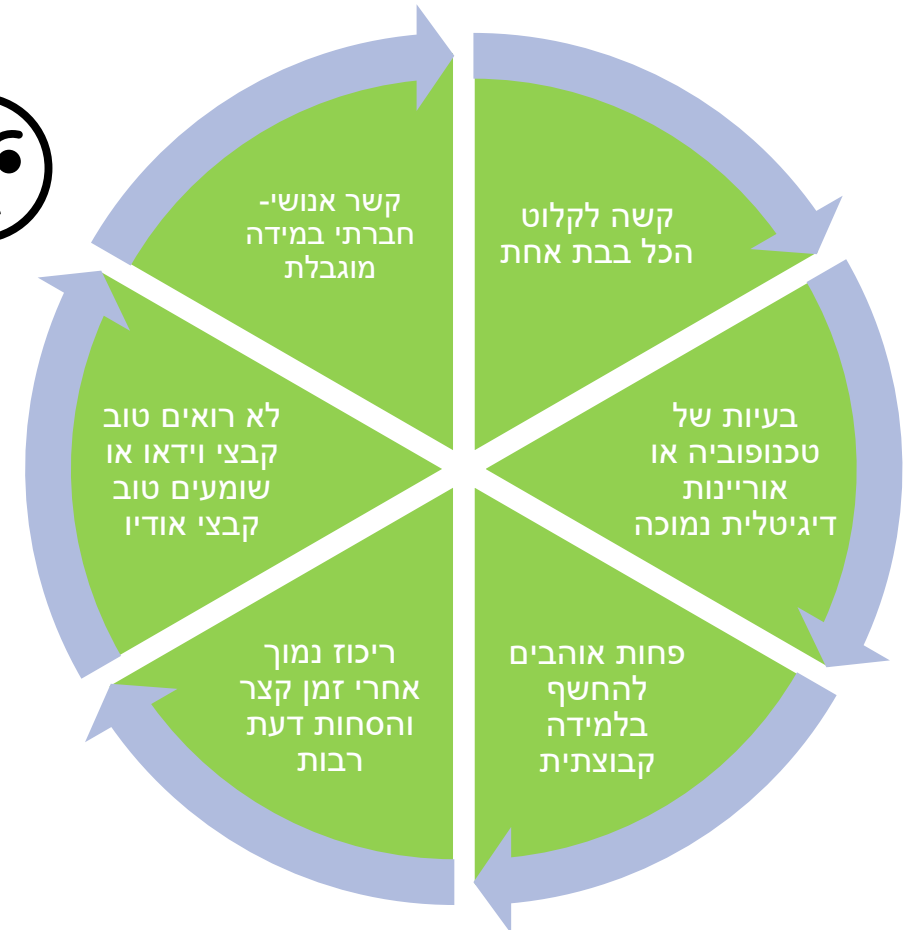 קשה לקלוט
הכל בבת אחת
בעיות של
טכנופוביה או
אוריינות
דיגיטלית נמוכה
פחות אוהבים
להחשף
בלמידה
קבוצתית
ריכוז נמוך
אחרי זמן קצר
והסחות דעת
רבות
לא רואים טוב
קבצי וידאו או
שומעים טוב
קבצי אודיו
קשר אנושי-
חברתי במידה
מוגבלת